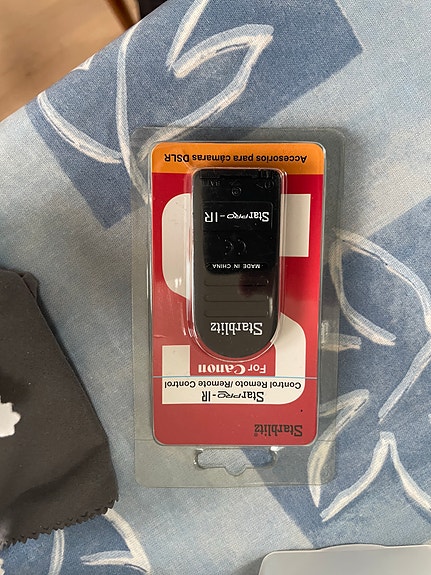 Starblitz®
StarPRO-IR
Control Remoto/Remote Control
For Canon
Starblitz
MADE IN CHINA
CE
StarPRO-IR
Accesorios para cámaras DSLR